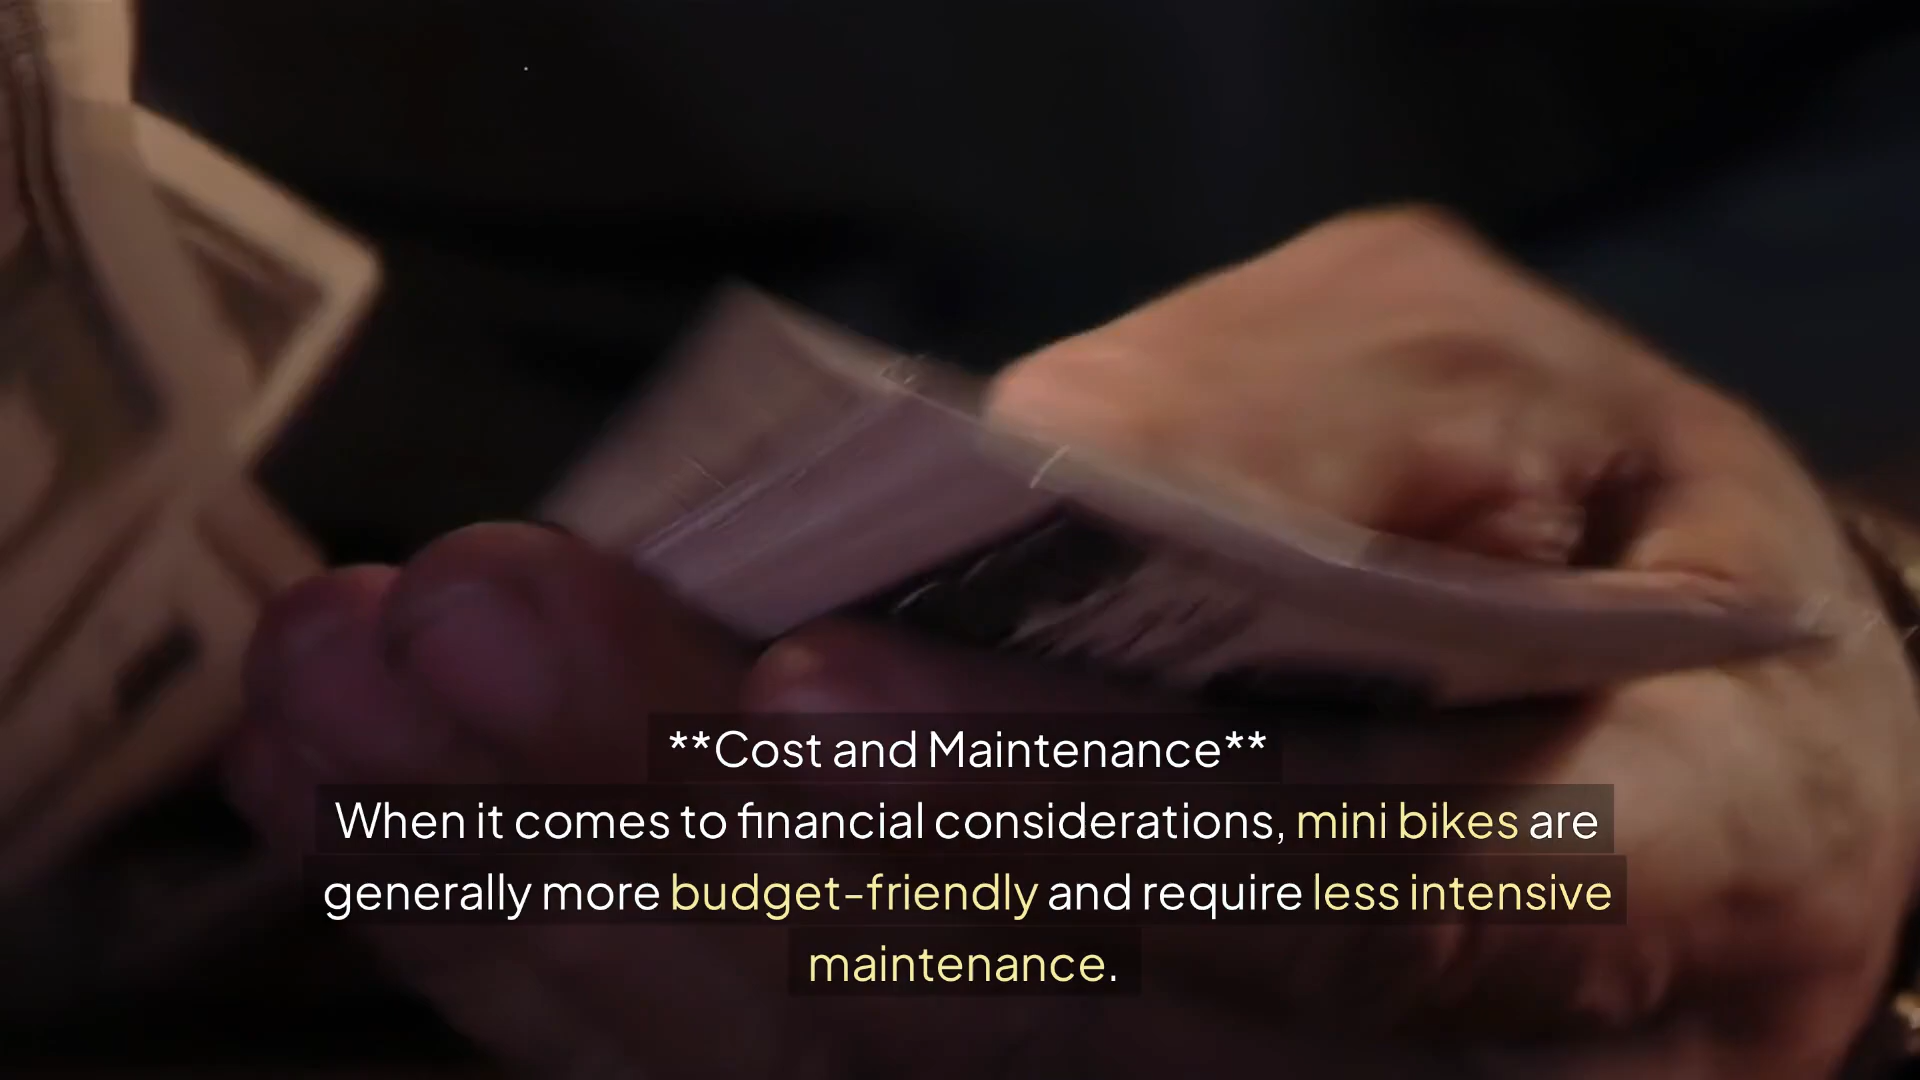 **Cost and Maintenance**
When it comes to financial considerations, mini bikes are
generally more budget-friendly and require less intensive
maintenance.